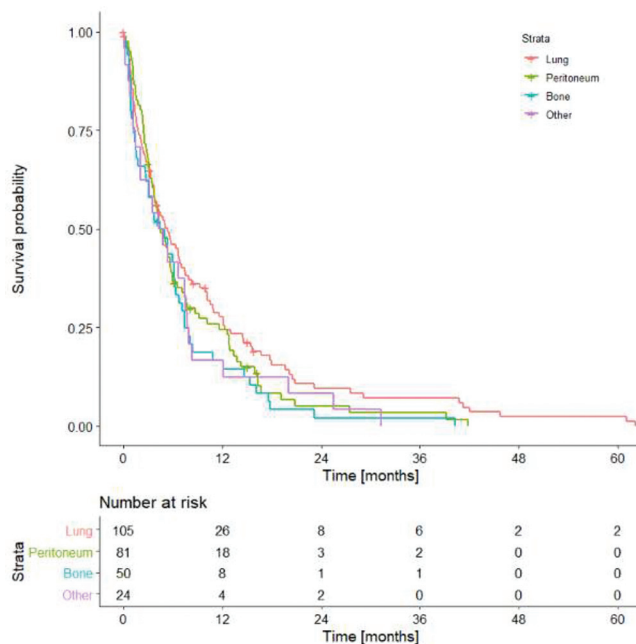 1.00
0.75
0.50
0.25
0.00
Survival probability
Strata
Lung
Peritoneum
Bone
Other
0 12 24 36 48 60
Time [months]
Number at risk
Strata
Lung 105 26 8 6 2 2
Peritoneum 81 18 3 2 0 0
Bone 50 8 1 1 0 0
Other 24 4 2 0 0 0
0 12 24 36 48 60
Time [months]